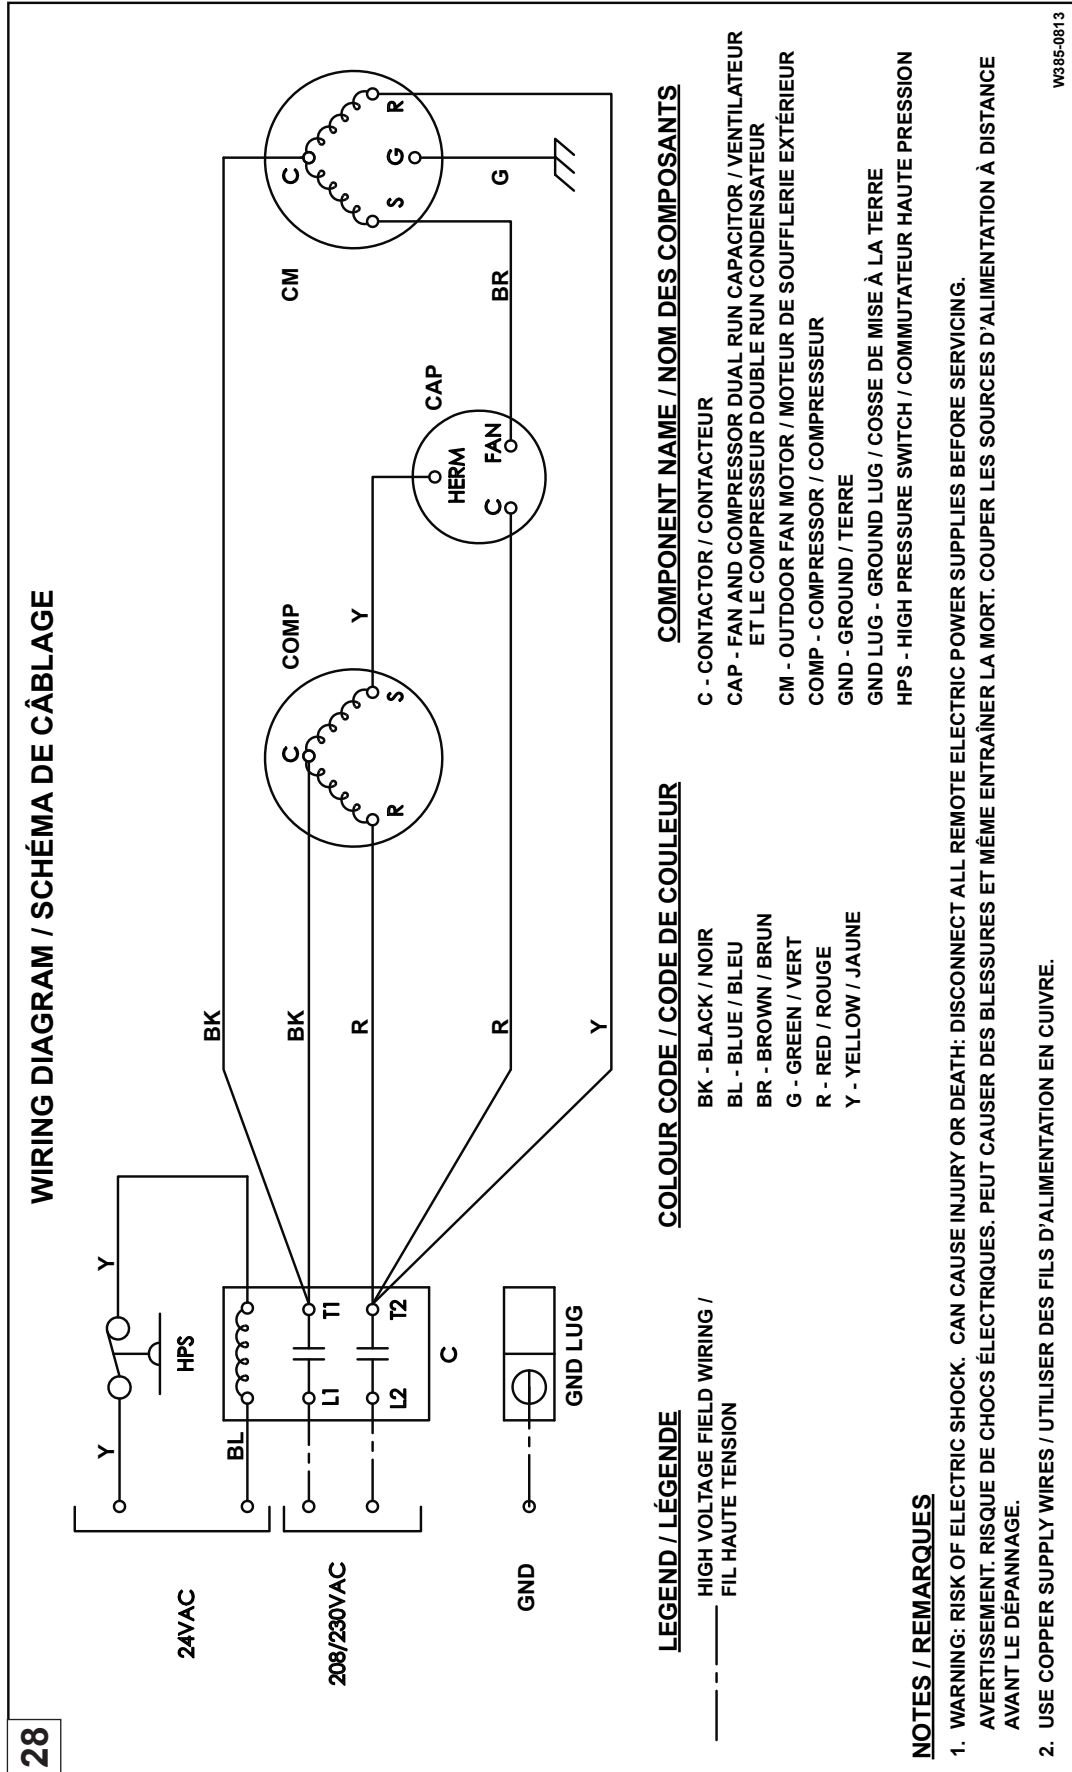 28
WIRING DIAGRAM / SCHÉMA DE CÂBLAGE
24VAC
208/230VAC
GND
Y
Y
HPS
BL
L1
T1
L2
T2
C
GND LUG
BK
BK
R
R
Y
COMP
C
R
S
Y
CAP
HERM
C
FAN
BR
CM
C
S
G
R
G
LEGEND / LÉGENDE
HIGH VOLTAGE FIELD WIRING /
FIL HAUTE TENSION
COLOUR CODE / CODE DE COULEUR
BK - BLACK / NOIR
BL - BLUE / BLEU
BR - BROWN / BRUN
G - GREEN / VERT
R - RED / ROUGE
Y - YELLOW / JAUNE
COMPONENT NAME / NOM DES COMPOSANTS
C - CONTACTOR / CONTACTEUR
CAP - FAN AND COMPRESSOR DUAL RUN CAPACITOR / VENTILATEUR
ET LE COMPRESSEUR DOUBLE RUN CONDENSATEUR
CM - OUTDOOR FAN MOTOR / MOTEUR DE SOUFFLERIE EXTÉRIEUR
COMP - COMPRESSOR / COMPRESSEUR
GND - GROUND / TERRE
GND LUG - GROUND LUG / COSSE DE MISE À LA TERRE
HPS - HIGH PRESSURE SWITCH / COMMUTATEUR HAUTE PRESSION
NOTES / REMARQUES
1. WARNING: RISK OF ELECTRIC SHOCK. CAN CAUSE INJURY OR DEATH: DISCONNECT ALL REMOTE ELECTRIC POWER SUPPLIES BEFORE SERVICING.
AVERTISSEMENT. RISQUE DE CHOCS ÉLECTRIQUES. PEUT CAUSER DES BLESSURES ET MÊME ENTRAÎNER LA MORT. COUPER LES SOURCES D'ALIMENTATION À DISTANCE
AVANT LE DÉPANNAGE.
2. USE COPPER SUPPLY WIRES / UTILISER DES FILS D'ALIMENTATION EN CUIVRE.
W385-0813